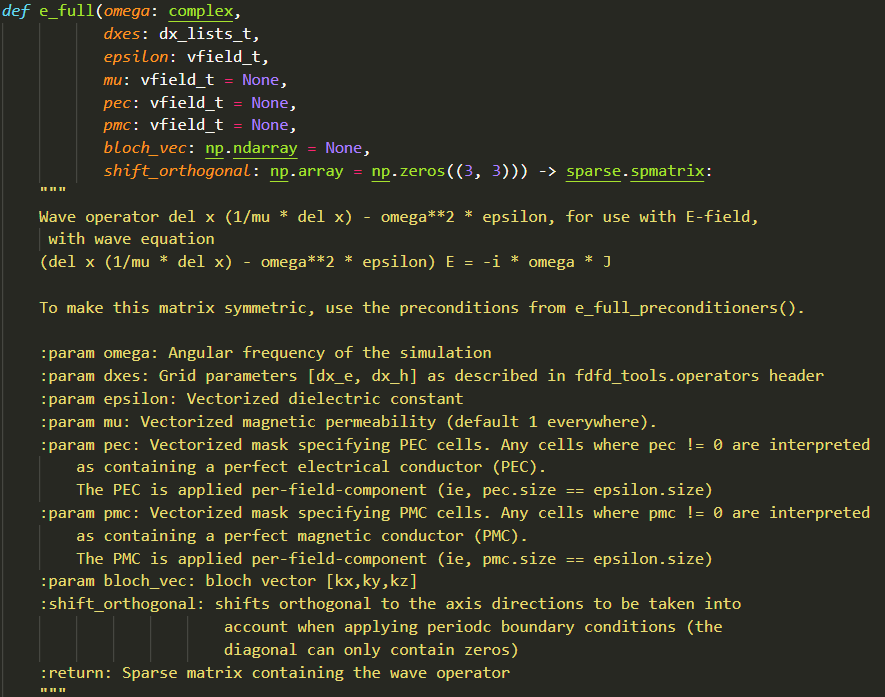 def e_full(omega: complex,
dxes: dx_lists_t,
epsilon: vfield_t,
mu: vfield_t = None,
pec: vfield_t = None,
pmc: vfield_t = None,
bloch_vec: np.ndarray = None,
shift_orthogonal: np.array = np.zeros((3, 3))) -> sparse.spmatrix:
"""
Wave operator del x (1/mu * del x) - omega**2 * epsilon, for use with E-field,
with wave equation
(del x (1/mu * del x) - omega**2 * epsilon) E = -i * omega * J
To make this matrix symmetric, use the preconditions from e_full_preconditioners().
:param omega: Angular frequency of the simulation
:param dxes: Grid parameters [dx_e, dx_h] as described in fdfd_tools.operators header
:param epsilon: Vectorized dielectric constant
:param mu: Vectorized magnetic permeability (default 1 everywhere).
:param pec: Vectorized mask specifying PEC cells. Any cells where pec != 0 are interpreted
as containing a perfect electrical conductor (PEC).
The PEC is applied per-field-component (ie, pec.size == epsilon.size)
:param pmc: Vectorized mask specifying PMC cells. Any cells where pmc != 0 are interpreted
as containing a perfect magnetic conductor (PMC).
The PMC is applied per-field-component (ie, pmc.size == epsilon.size)
:param bloch_vec: bloch vector [kx,ky,kz]
:shift_orthogonal: shifts orthogonal to the axis directions to be taken into
account when applying periodc boundary conditions (the
diagonal can only contain zeros)
:return: Sparse matrix containing the wave operator
"""